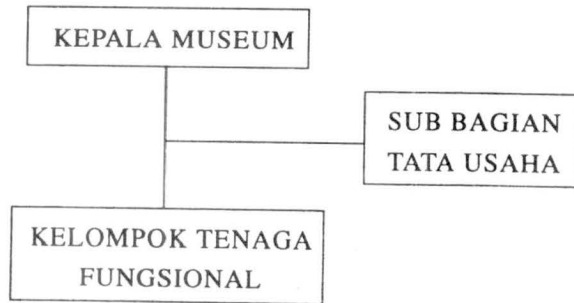 KEPALA MUSEUM
SUB BAGIAN
TATA USAHA
KELOMPOK TENAGA
FUNGSIONAL